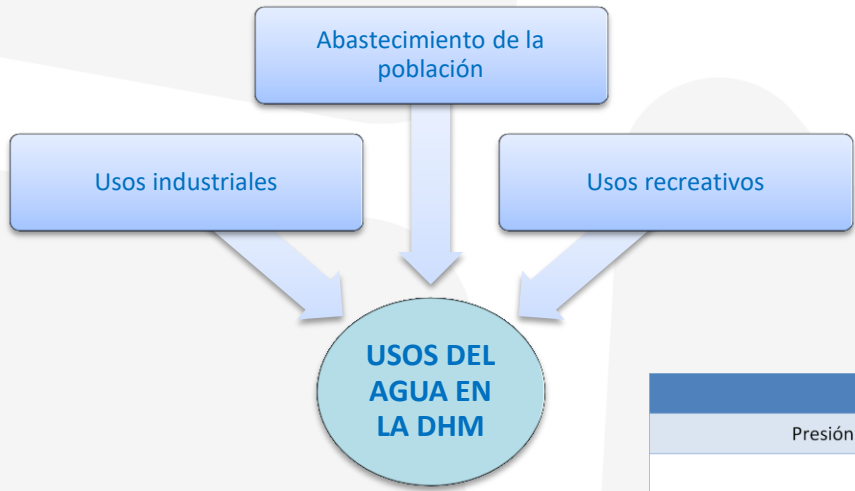 Abastecimiento de la
población
Usos industriales
Usos recreativos
USOS DEL
AGUA EN
LA DHM
Presión